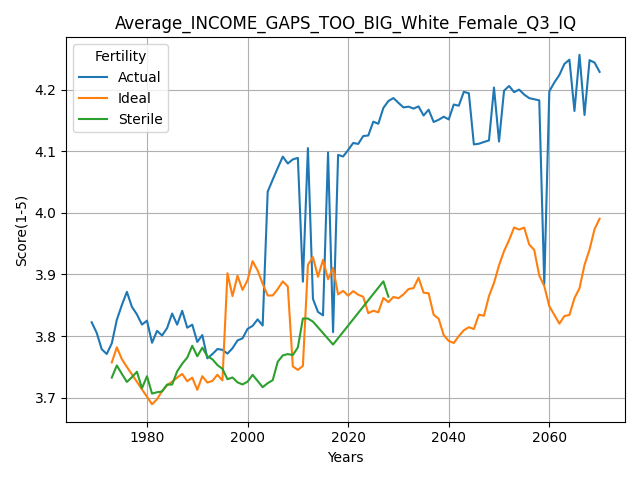 Average_INCOME_GAPS_TOO_BIG_White_Female_Q3_IQ
Fertility
Actual
Ideal
Sterile
Score(1-5)
4.2
4.1
4.0
3.9
3.8
3.7
1980
2000
2020
2040
2060
Years